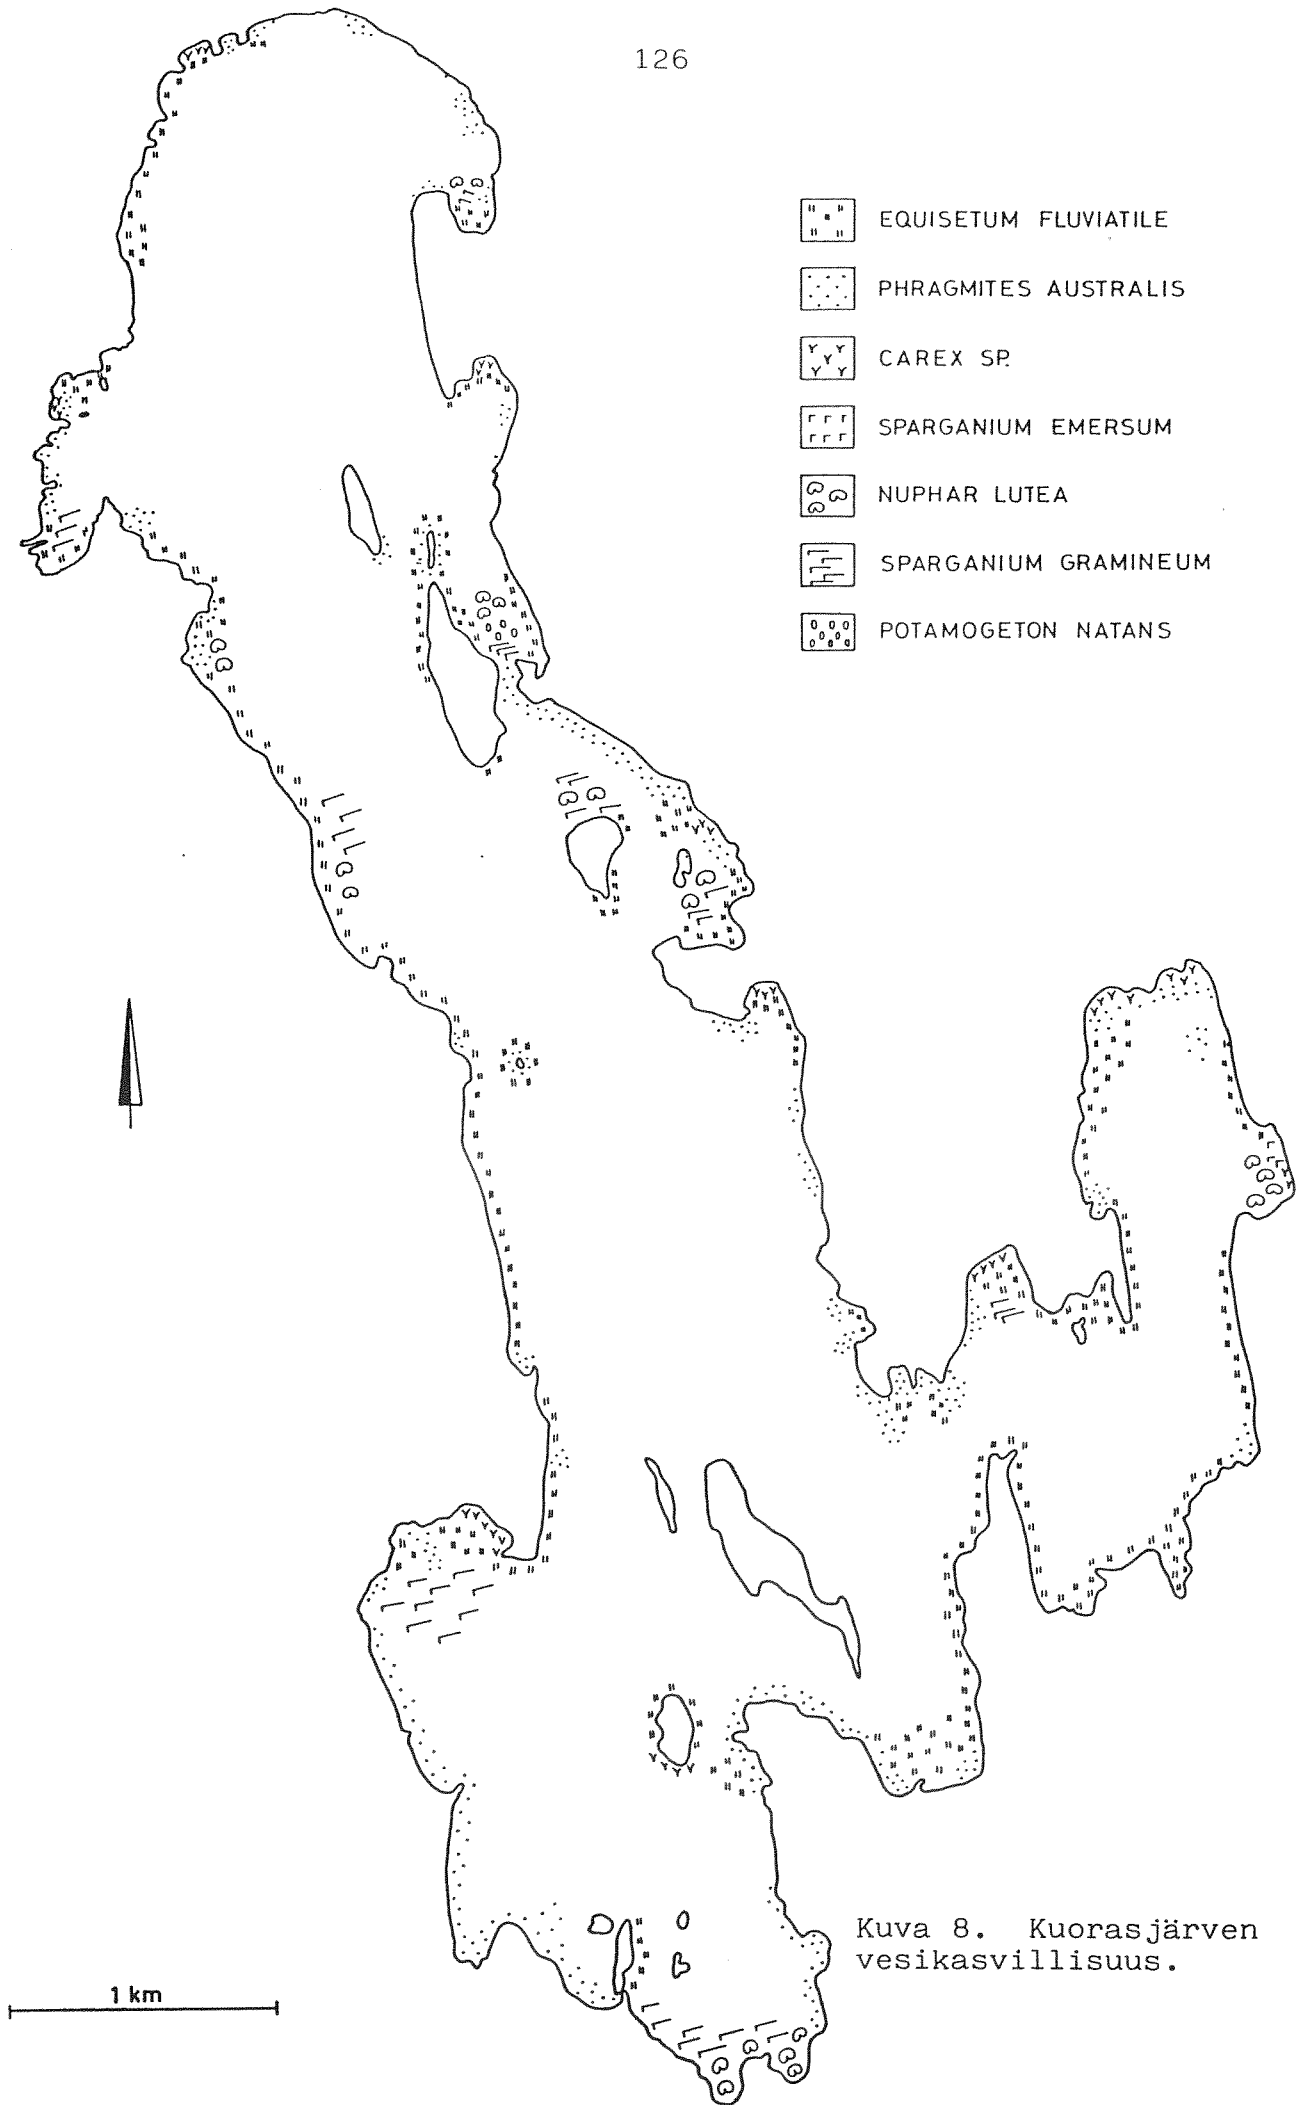 126
EQUISETUM FLUVIATILE
PHRAGMITES AUSTRALIS
CAREX SP.
SPARGANIUM EMERSUM
NUPHAR LUTEA
SPARGANIUM GRAMINEUM
POTAMOGETON NATANS
Kuva 8. Kuorasjärven
vesikasvillisuus.
1 km